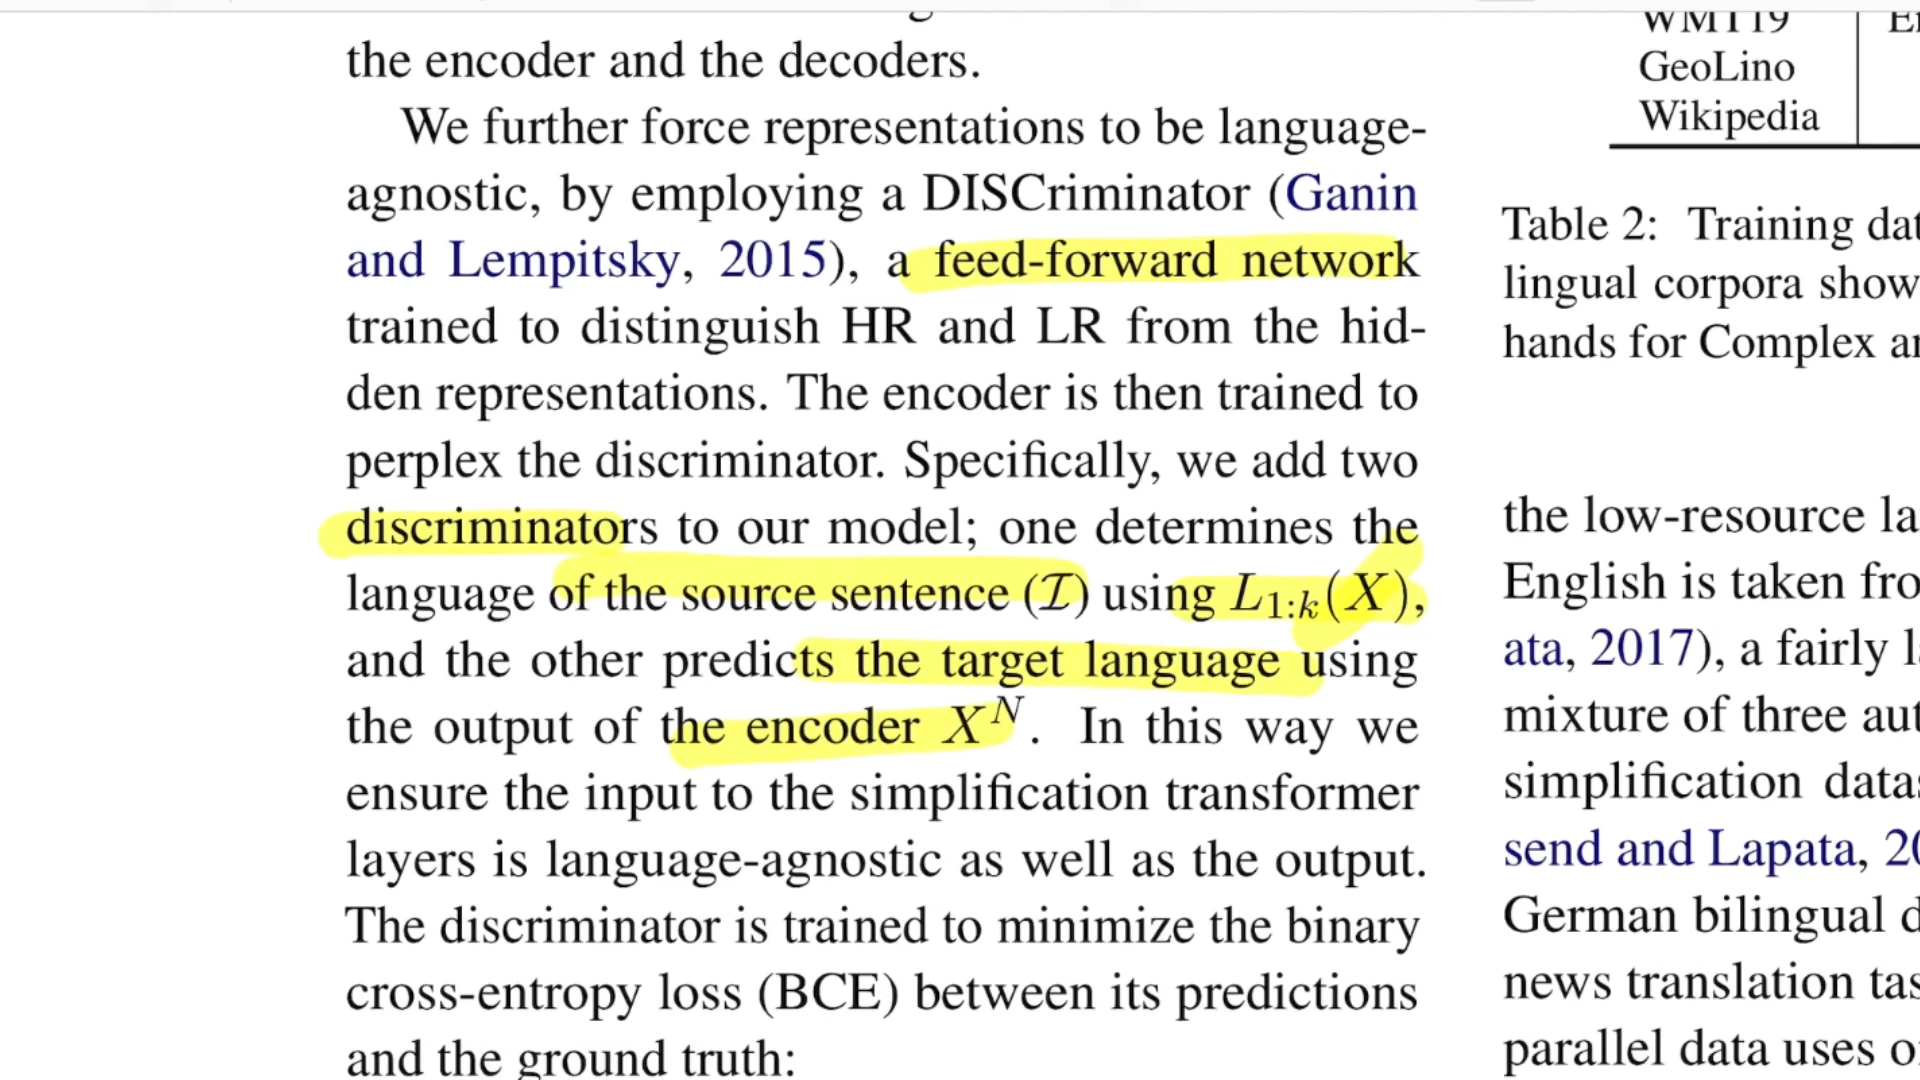 the encoder and the decoders.
We further force representations to be language-
agnostic, by employing a DISCriminator (Ganin
and Lempitsky, 2015), a feed-forward network
trained to distinguish HR and LR from the hid-
den representations. The encoder is then trained to
perplex the discriminator. Specifically, we add two
discriminators to our model; one determines the
language of the source sentence (ℐ) using L₁:ₖ(X),
and the other predicts the target language using
the output of the encoder Xᴺ. In this way we
ensure the input to the simplification transformer
layers is language-agnostic as well as the output.
The discriminator is trained to minimize the binary
cross-entropy loss (BCE) between its predictions
and the ground truth:
WMT19
GeoLino
Wikipedia
Table 2: Training
lingual corpora
hands for Complex
the low-resource
English is taken
ata, 2017), a fairly
mixture of three
simplification
send and Lapata,
German bilingual
news translation
parallel data uses